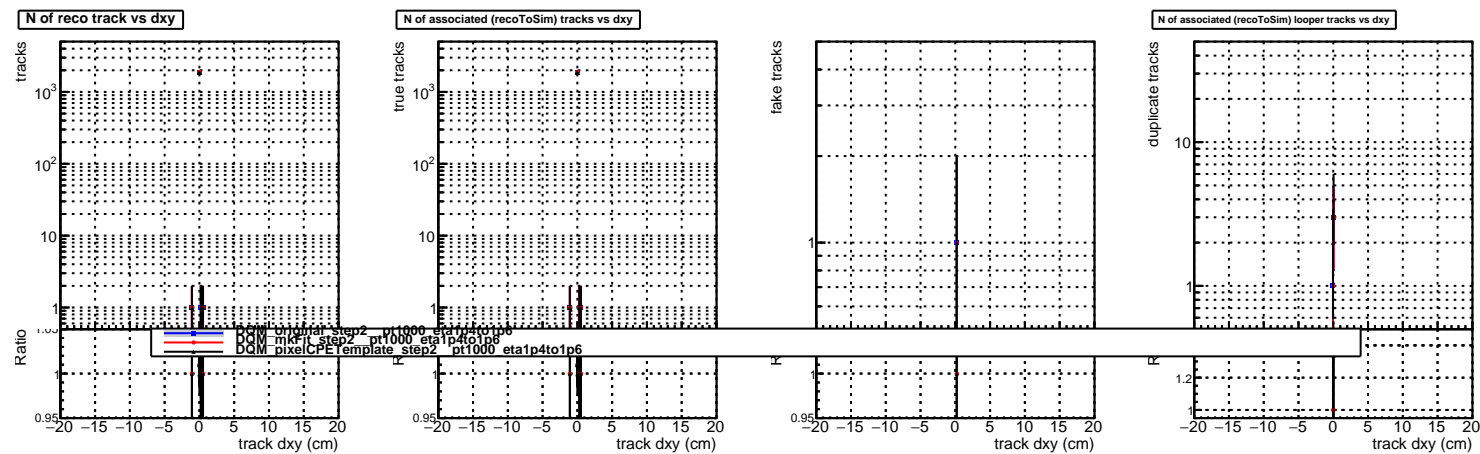 N of reco track vs dxy
tracks
10³
10²
10
1
1.05
Ratio
1
0.95
−20 −15 −10 −5 0 5 10 15 20
track dxy (cm)
N of associated (recoToSim) tracks vs dxy
true tracks
10³
10²
10
1
1
0.95
−20 −15 −10 −5 0 5 10 15 20
track dxy (cm)
fake tracks
1
1
0.95
−20 −15 −10 −5 0 5 10 15 20
track dxy (cm)
N of associated (recoToSim) looper tracks vs dxy
duplicate tracks
10
1
1.2
1
−20 −15 −10 −5 0 5 10 15 20
track dxy (cm)
DQM_original_step2__pt1000_eta1p4to1p6
DQM_mkFit_step2__pt1000_eta1p4to1p6
DQM_pixelCPETemplate_step2__pt1000_eta1p4to1p6